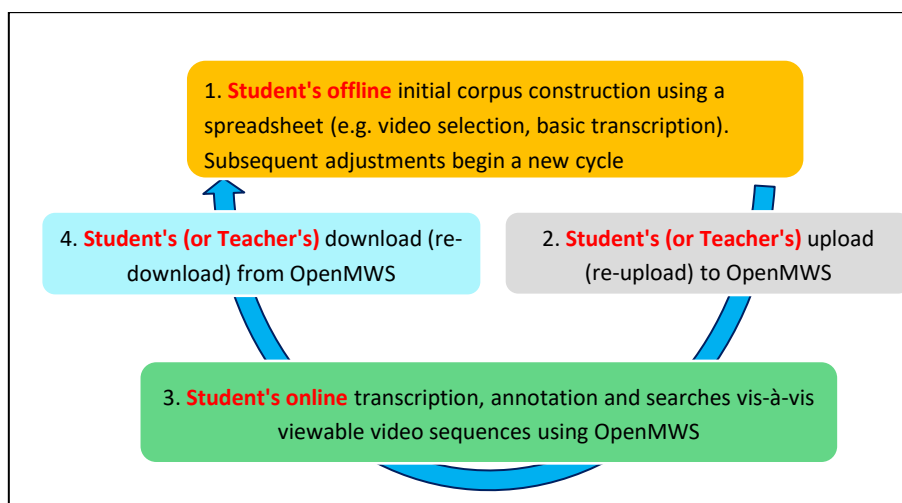 1. Student's offline initial corpus construction using a
spreadsheet (e.g. video selection, basic transcription).
Subsequent adjustments begin a new cycle
2. Student's (or Teacher's) upload
(re-upload) to OpenMWS
3. Student's online transcription, annotation and searches vis-à-vis
viewable video sequences using OpenMWS
4. Student's (or Teacher's) download (re-
download) from OpenMWS